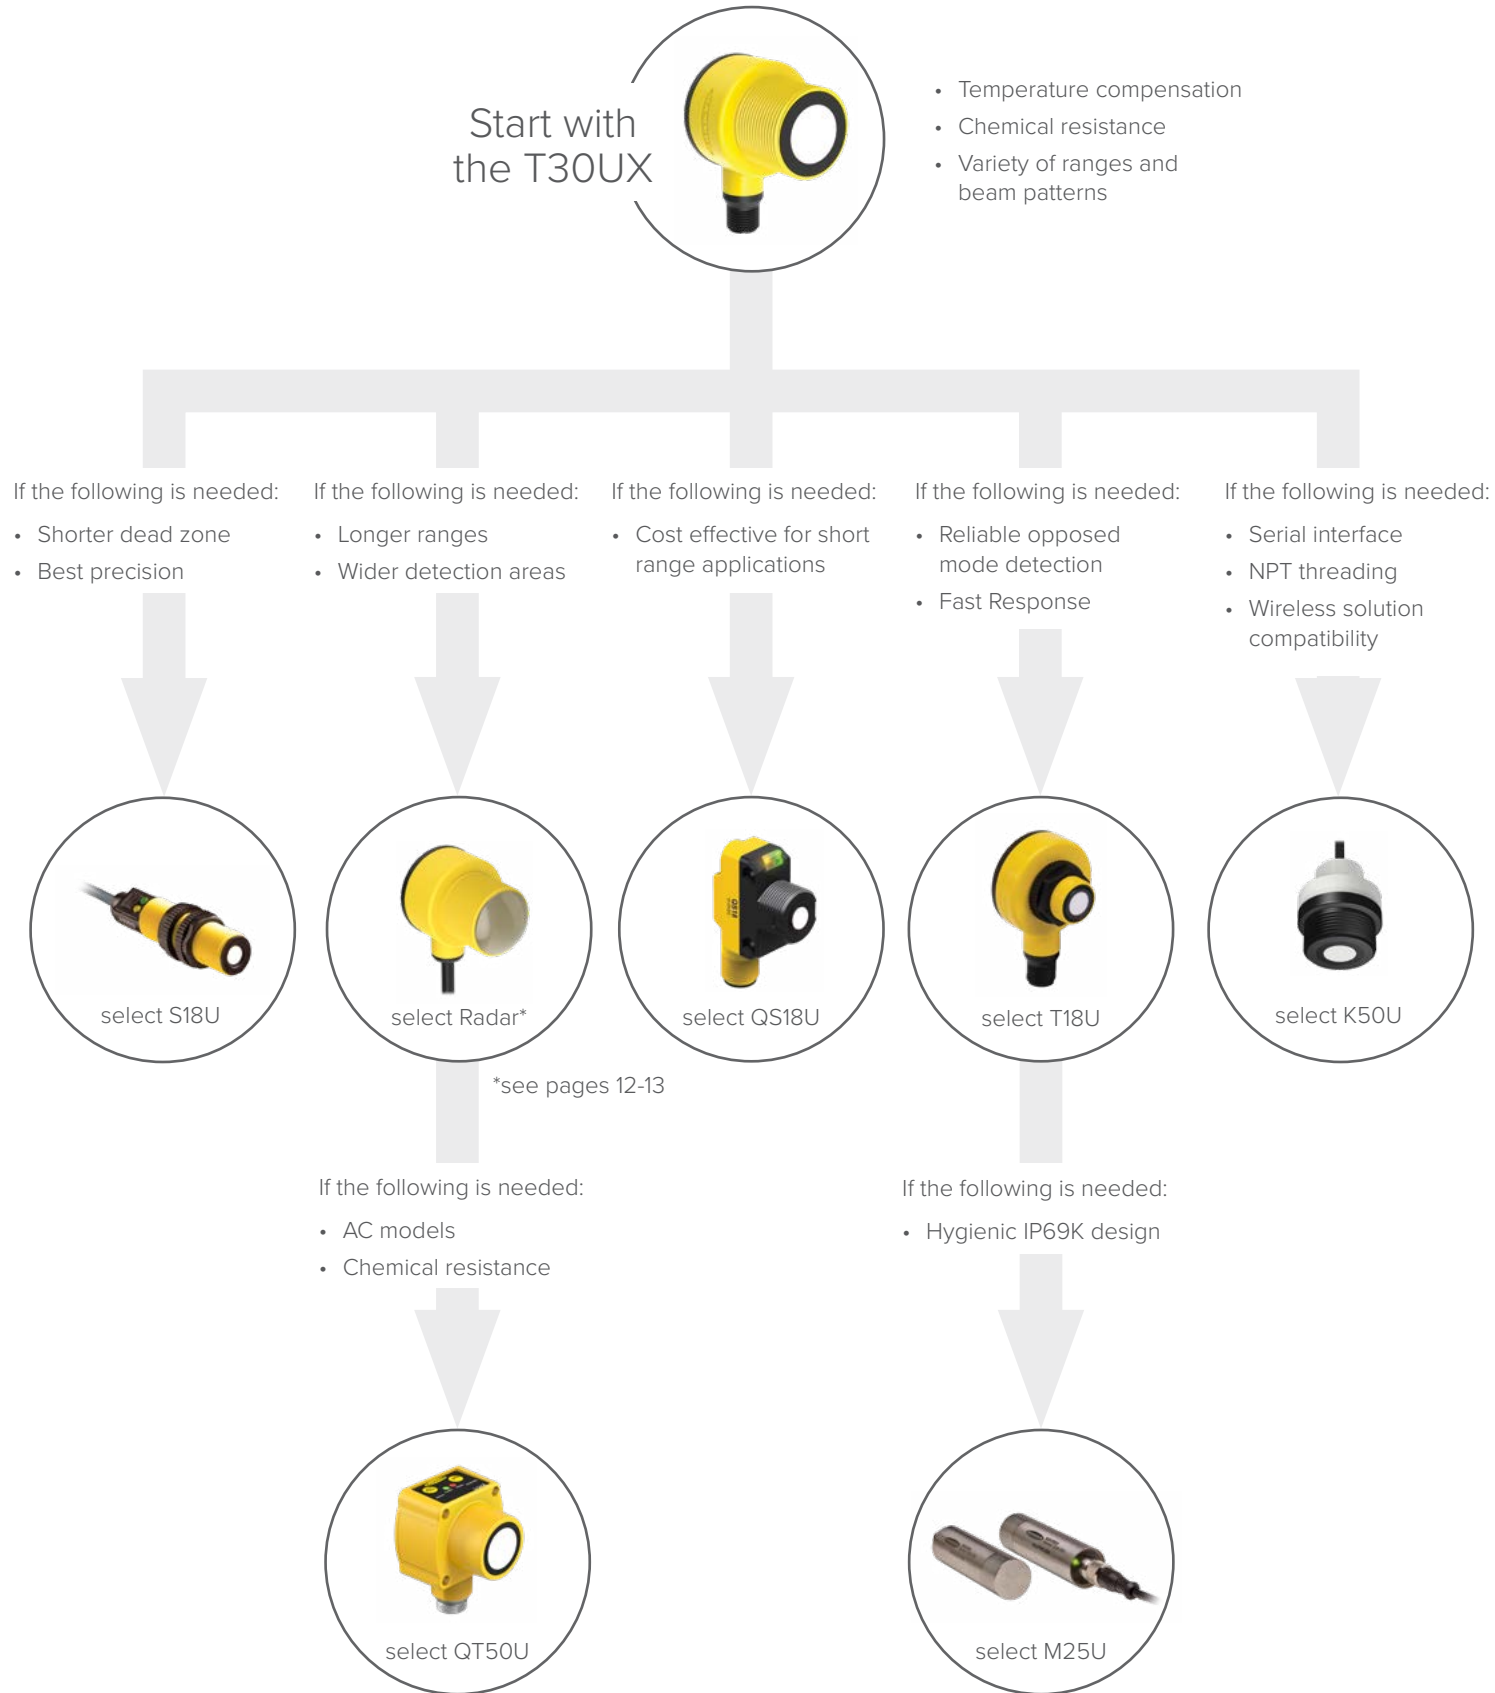 Start with
the T30UX
• Temperature compensation
• Chemical resistance
• Variety of ranges and
beam patterns
If the following is needed:
• Shorter dead zone
• Best precision
If the following is needed:
• Longer ranges
• Wider detection areas
If the following is needed:
• Cost effective for short
range applications
If the following is needed:
• Reliable opposed
mode detection
• Fast Response
If the following is needed:
• Serial interface
• NPT threading
• Wireless solution
compatibility
select S18U
select Radar*
QS18
select QS18U
select T18U
select K50U
*see pages 12-13
If the following is needed:
• AC models
• Chemical resistance
If the following is needed:
• Hygienic IP69K design
select QT50U
select M25U